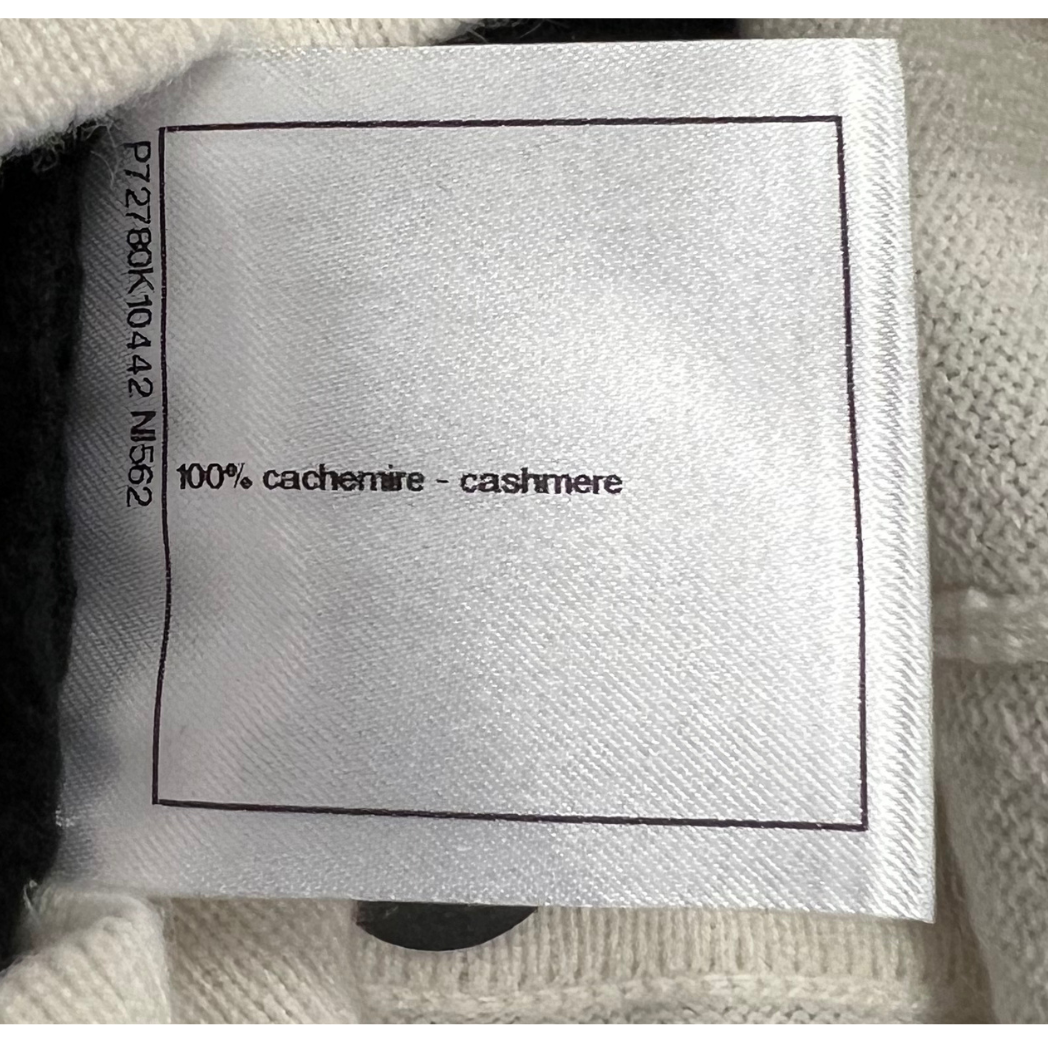 P72780K10442 NI562
100% cachemire - cashmere